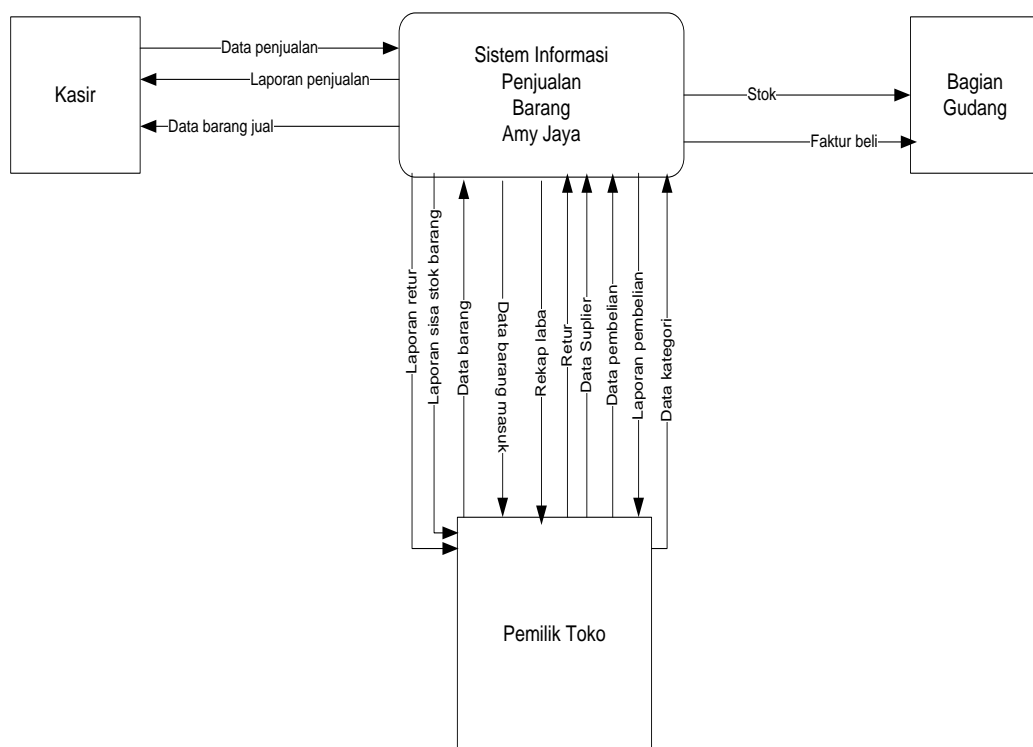 Kasir
Data penjualan
Laporan penjualan
Data barang jual
Sistem Informasi
Penjualan
Barang
Amy Jaya
Stok
Faktur beli
Bagian
Gudang
Laporan retur
Laporan sisa stok barang
Data barang
Data barang masuk
Rekap laba
Retur
Data Suplier
Data pembelian
Laporan pembelian
Data kategori
Pemilik Toko